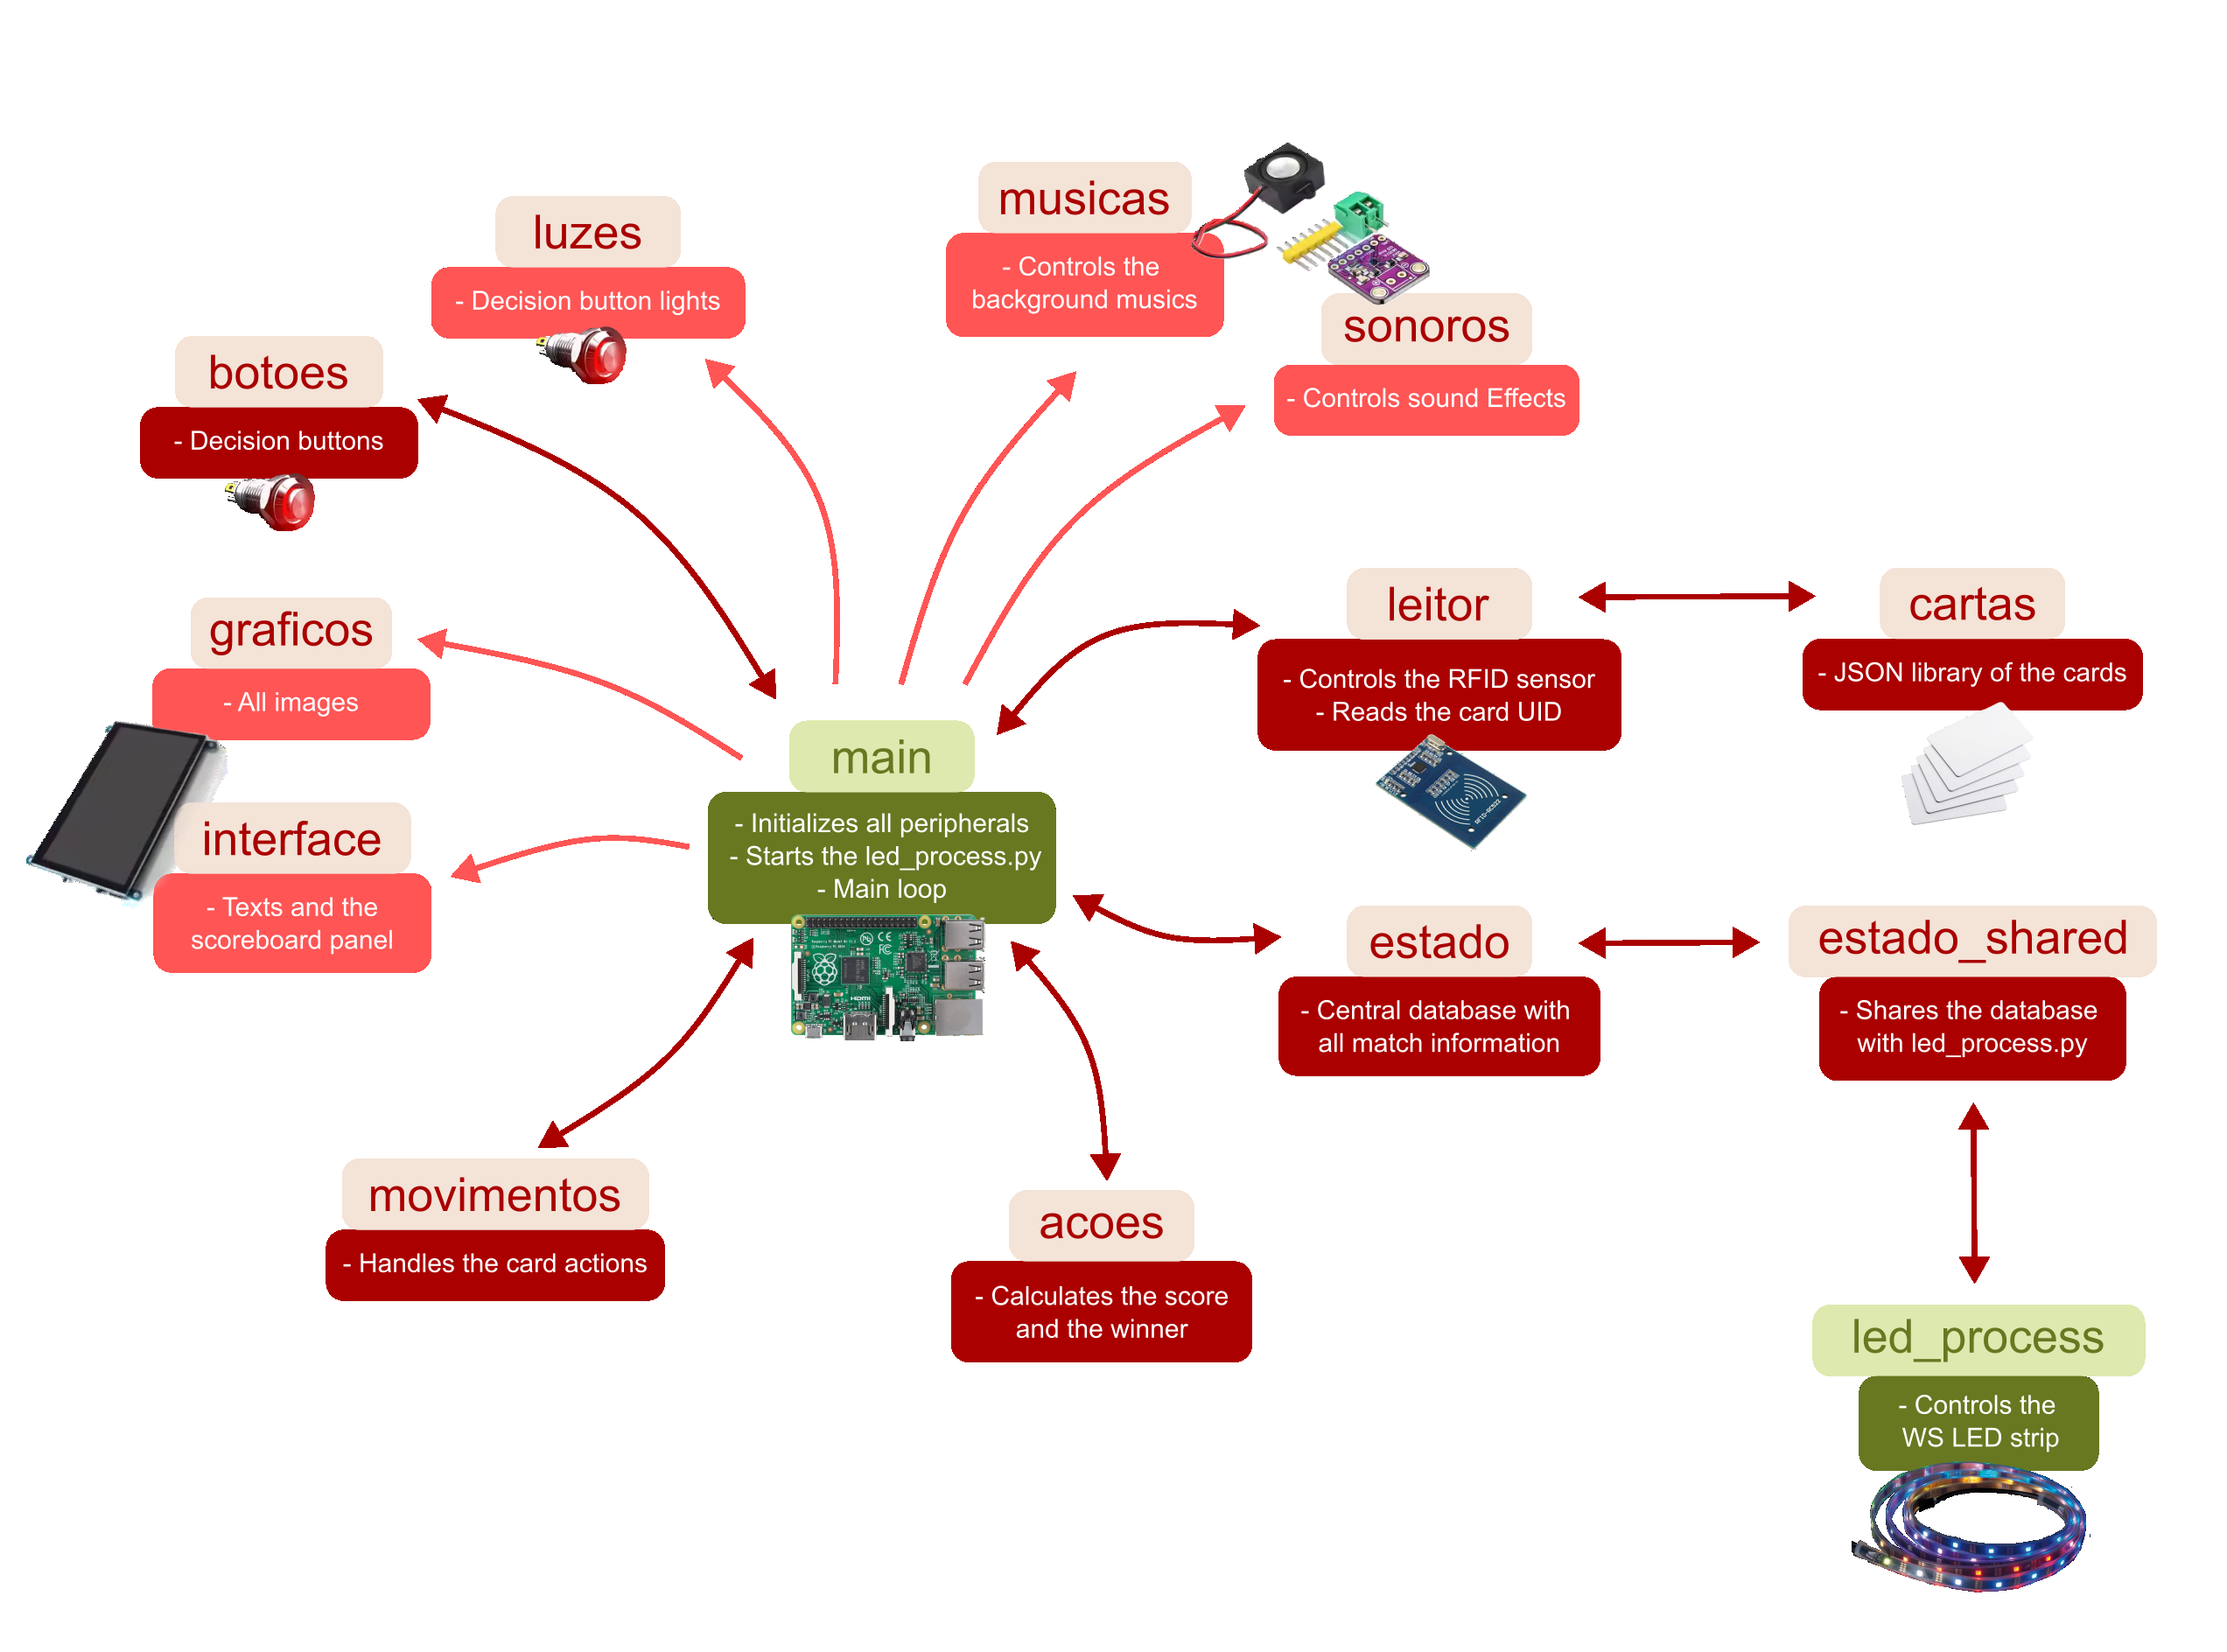 musicas
- Controls the
background musics
luzes
- Decision button lights
sonoros
- Controls sound Effects
botoes
- Decision buttons
graficos
- All images
leitor
- Controls the RFID sensor
- Reads the card UID
RFID-RC522
cartas
- JSON library of the cards
main
- Initializes all peripherals
- Starts the led_process.py
- Main loop
HDMI
interface
- Texts and the
scoreboard panel
estado
- Central database with
all match information
estado_shared
- Shares the database
with led_process.py
movimentos
- Handles the card actions
acoes
- Calculates the score
and the winner
led_process
- Controls the
WS LED strip